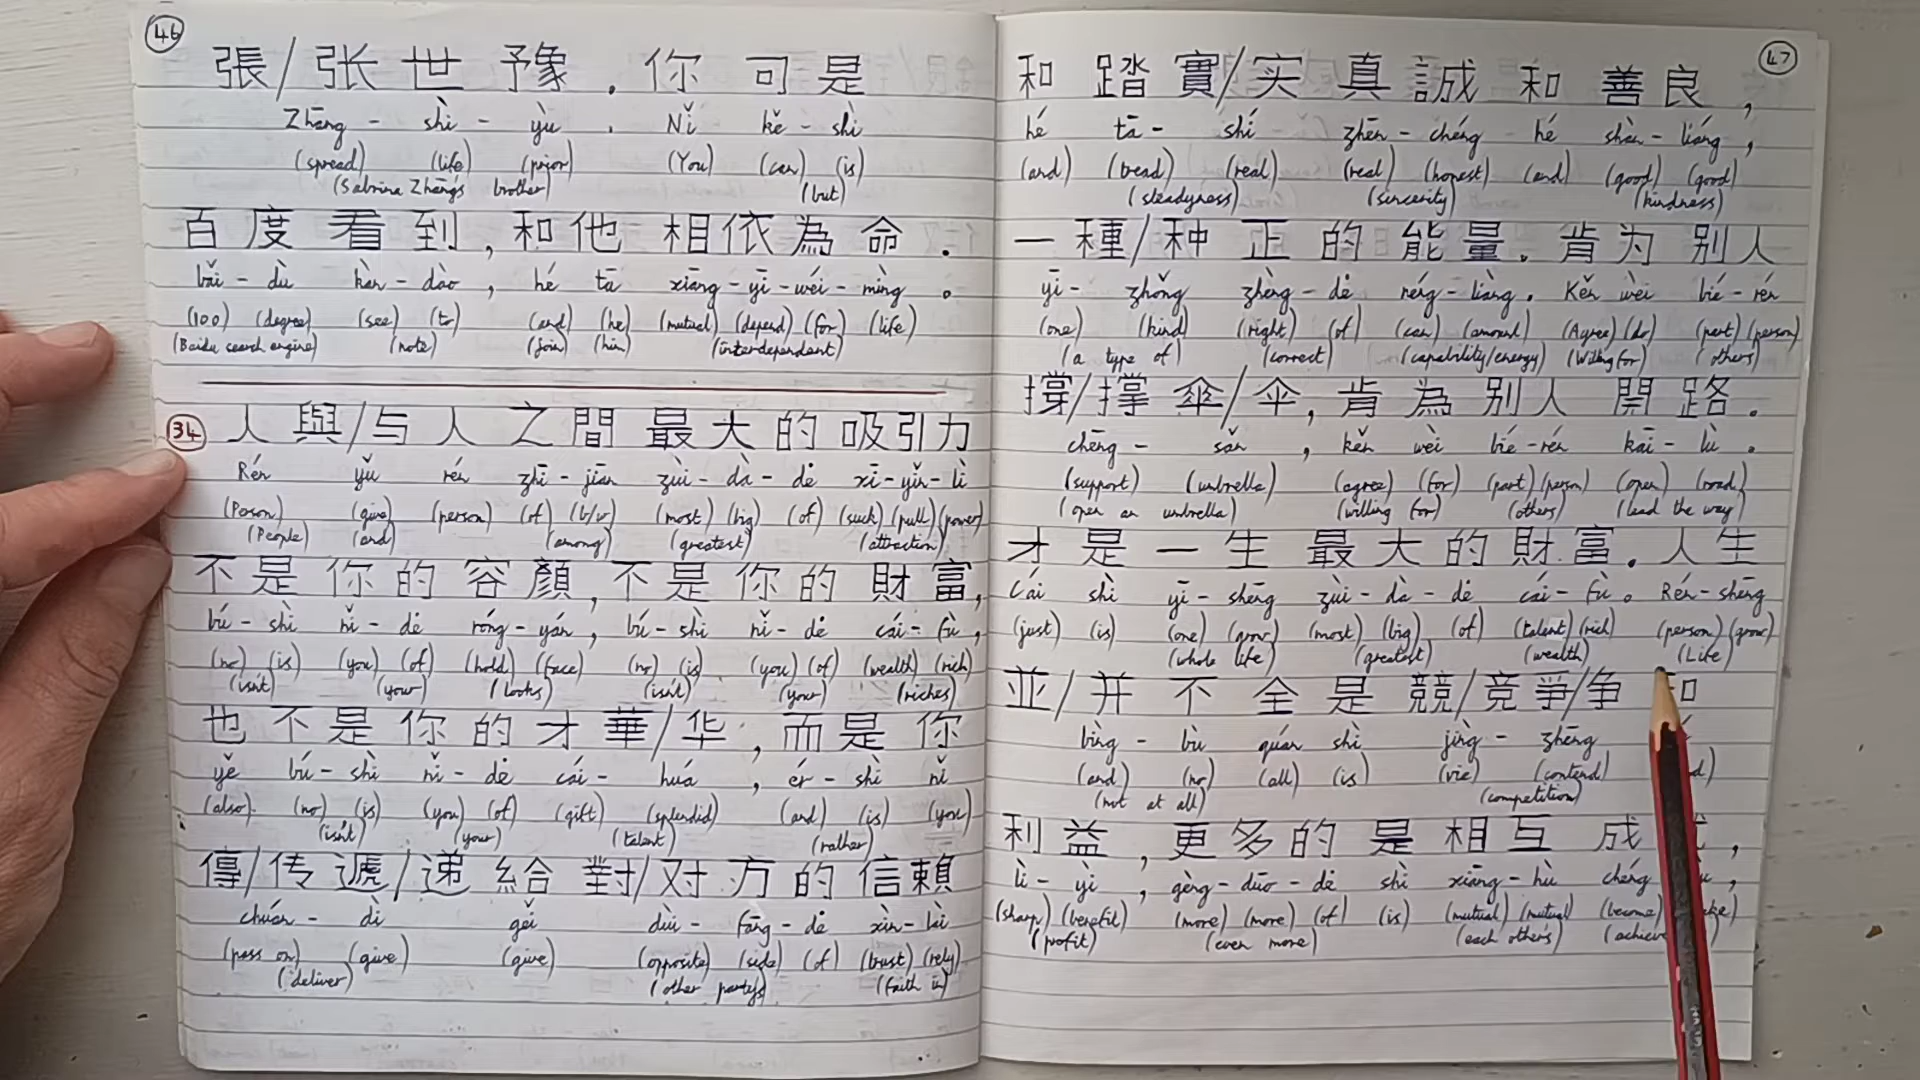 46
張/张世豫.你可是
Zhāng - shì - yù . Nǐ kě - shì
(spread) (life) (prior) (You) (can) (is)
(Sabrina Zhang's brother) (but)
百度看到,和他相依為命.
bǎi - dù kàn - dào , hé tā xiāng - yī - wéi - mìng .
(100) (degree) (see) (to) (and) (he) (mutual) (depend) (for) (life)
(Baidu search engine) (note) (join) (him) (interdependent)
34 人與/与人之間最大的吸引力
Rén yǔ rén zhī - jiān zùi - dà - dė xī - yǐn - lì
(Person) (give) (person) (of) (b/w) (most) (big) (of) (suck) (pull) (power)
(People) (and) (among) (greatest) (attraction)
不是你的容顏,不是你的財富,
bú - shì nǐ - dė róng - yán , bú - shì nǐ - dė cái - fù ,
(no) (is) (you) (of) (hold) (face) (no) (is) (you) (of) (wealth) (rich)
(isn't) (your) (looks) (isn't) (your) (riches)
也不是你的才華/华,而是你
yě bú - shì nǐ - dė cái - huá , ér - shì nǐ
(also) (no) (is) (you) (of) (gift) (splendid) (and) (is) (you)
(isn't) (your) (talent) (rather)
傳/传遞/递給對/对方的信賴
chuán - dì gěi dùi - fāng - dė xìn - lài
(pass on) (give) (give) (opposite) (side) (of) (trust) (rely)
(deliver) (other party's) (faith in)
47
和踏實/实真誠和善良,
hé tā - shí zhēn - chéng hé shàn - liáng ,
(and) (tread) (real) (real) (honest) (and) (good) (good)
(steadyness) (sincerity) (kindness)
一種/种正的能量.肯为别人
yī - zhǒng zhèng - dė néng - liàng . Kěn wèi bié - rén
(one) (kind) (right) (of) (can) (amount) (Agree) (do) (part) (person)
(a type of) (correct) (capability/energy) (Willing for) (others)
撐/撑傘/伞,肯為别人開路.
chēng - sǎn , kěn wèi bié - rén kāi - lù .
(support) (umbrella) (agree) (for) (part) (person) (open) (road)
(open an umbrella) (willing for) (others) (lead the way)
才是一生最大的財富.人生
Cái shì yī - shēng zùi - dà - dė cái - fù . Rén - shēng
(just) (is) (one) (grow) (most) (big) (of) (talent) (rich) (person) (grow)
(whole life) (greatest) (wealth) (Life)
並/并不全是競/竞爭/争和
bìng - bù quán shì jìng - zhēng
(and) (no) (all) (is) (vie) (contend)
(not at all) (competition)
利益,更多的是相互成,
lì - yì , gèng - duō - dė shì xiāng - hù chéng ,
(sharp) (benefit) (more) (more) (of) (is) (mutual) (mutual) (become)
(profit) (even more) (each other's)